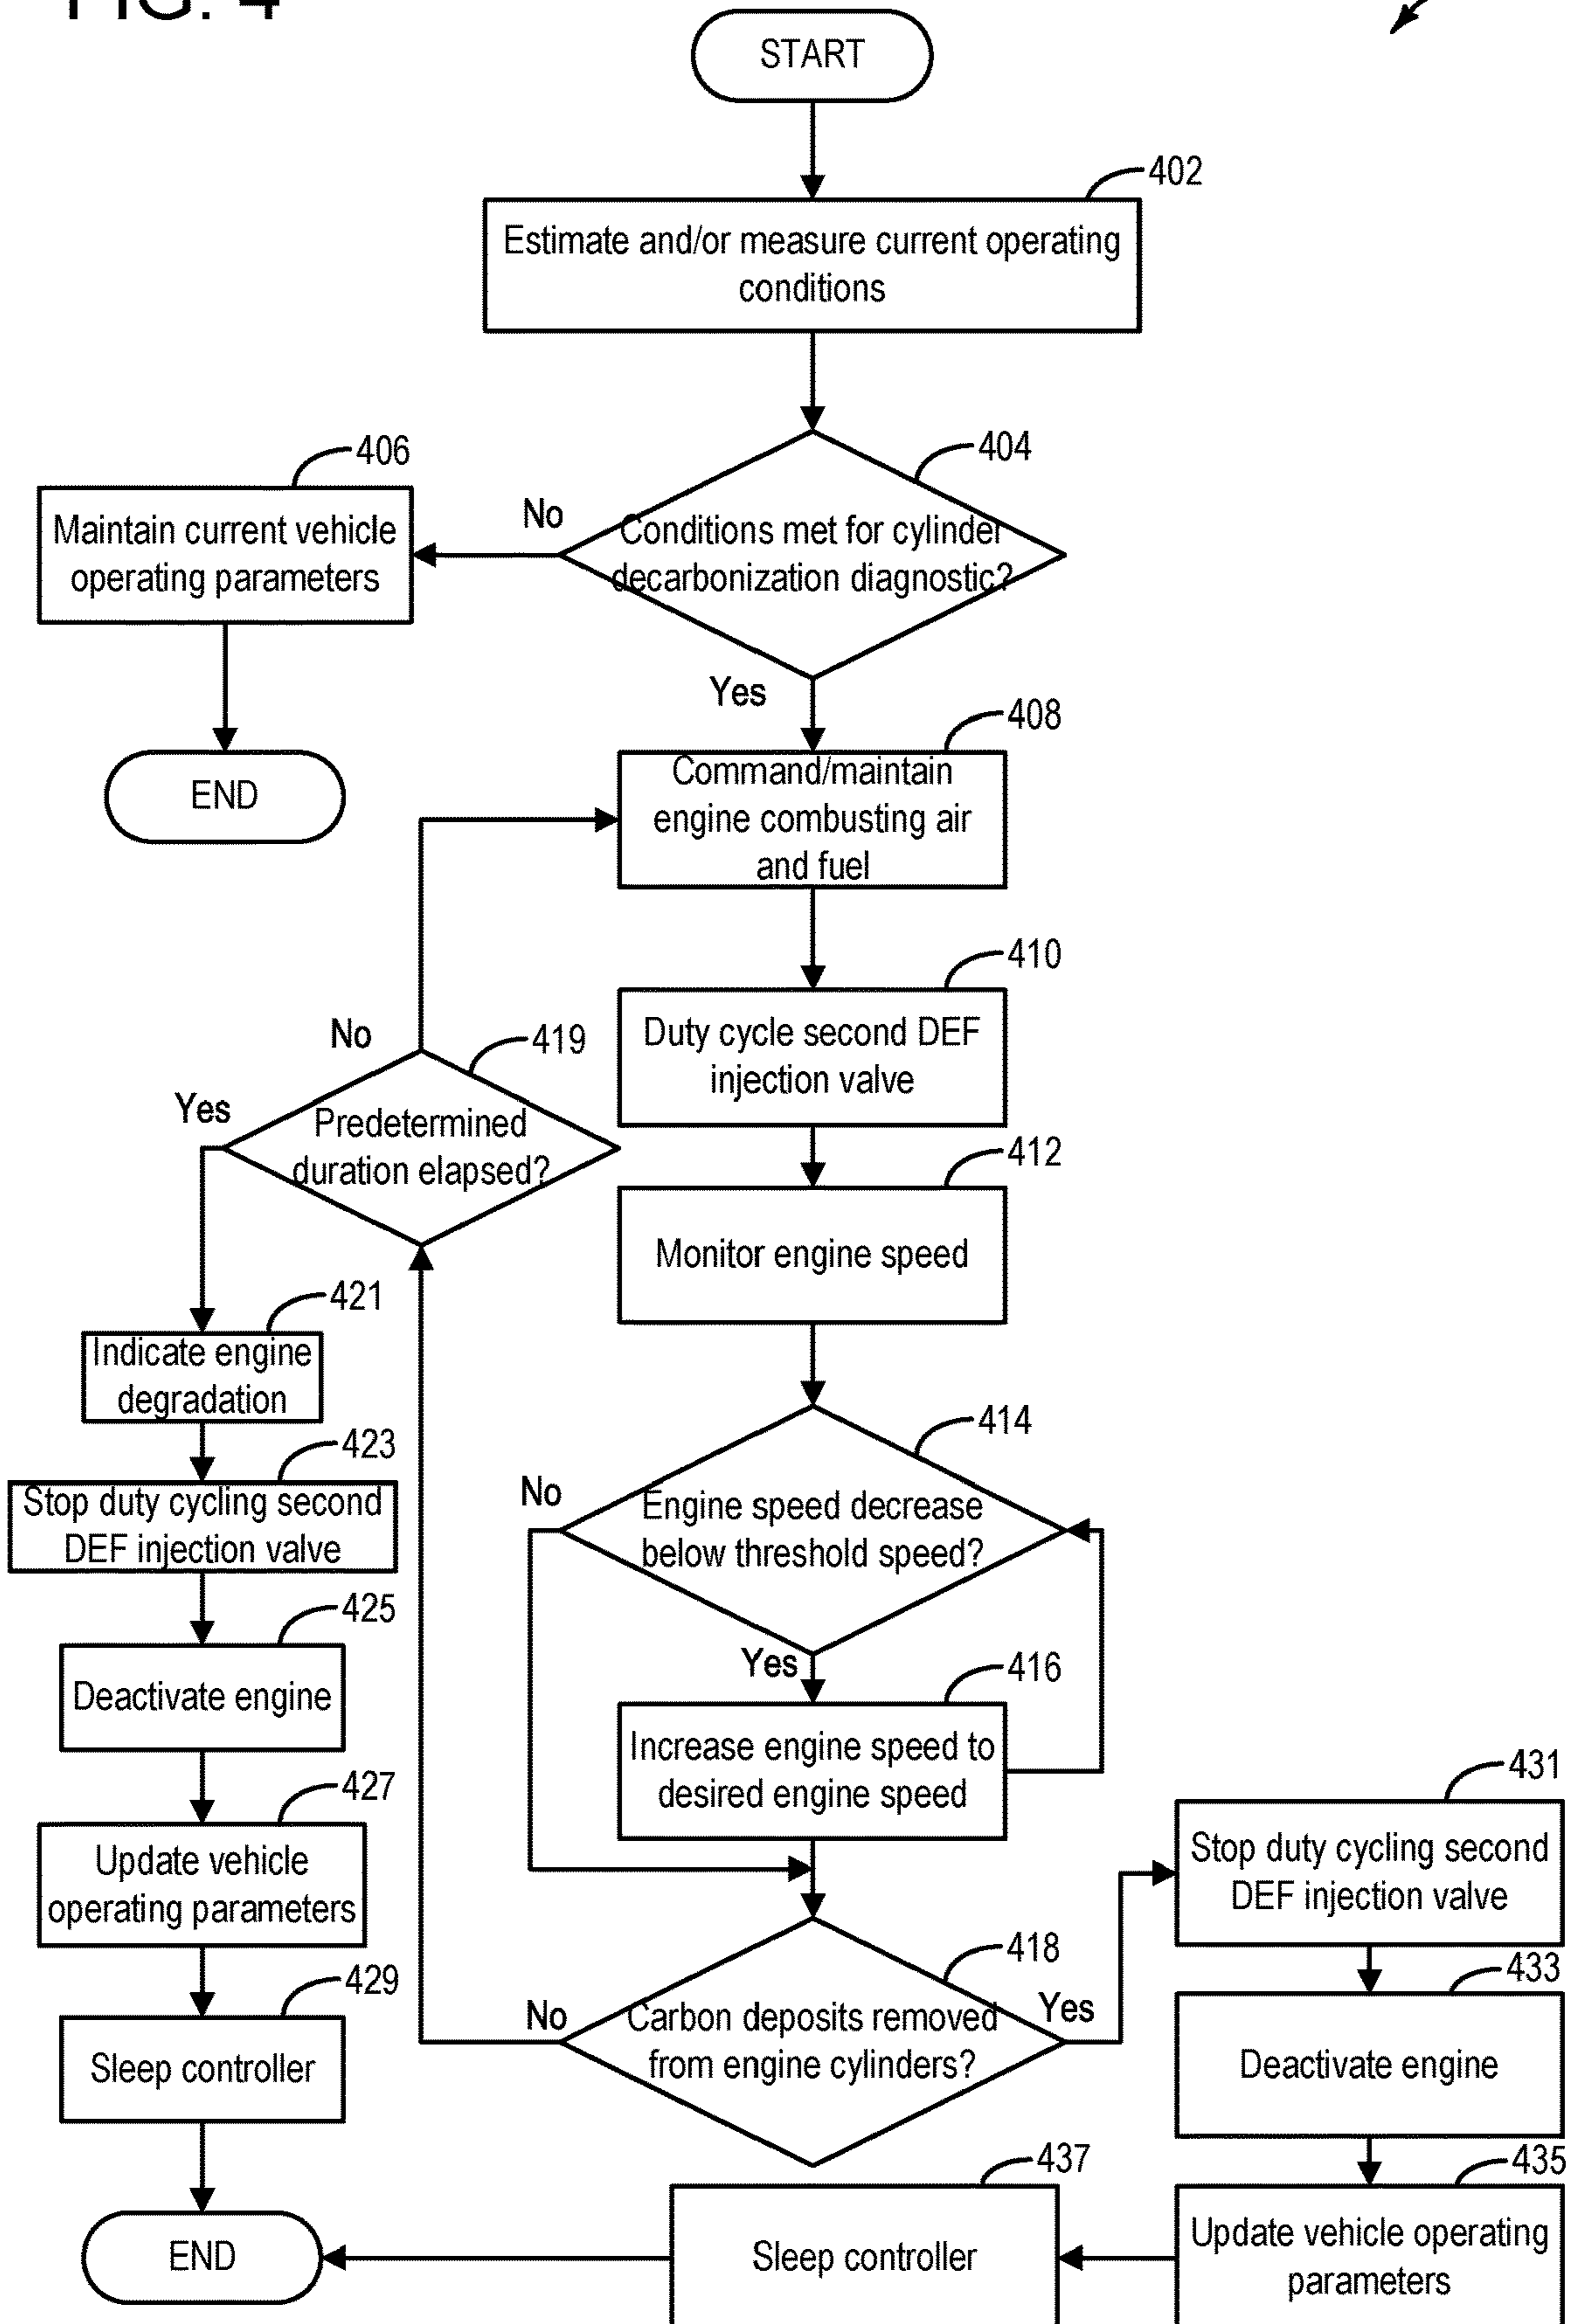 FIG. 4
START
402
Estimate and/or measure current operating
conditions
404
Conditions met for cylinder
decarbonization diagnostic?
No
406
Maintain current vehicle
operating parameters
END
Yes
408
Command/maintain
engine combusting air
and fuel
410
Duty cycle second DEF
injection valve
412
Monitor engine speed
414
Engine speed decrease
below threshold speed?
No
Yes
416
Increase engine speed to
desired engine speed
418
Carbon deposits removed
from engine cylinders?
No
Yes
419
Predetermined
duration elapsed?
No
Yes
421
Indicate engine
degradation
423
Stop duty cycling second
DEF injection valve
425
Deactivate engine
427
Update vehicle
operating parameters
429
Sleep controller
END
431
Stop duty cycling second
DEF injection valve
433
Deactivate engine
435
Update vehicle operating
parameters
437
Sleep controller